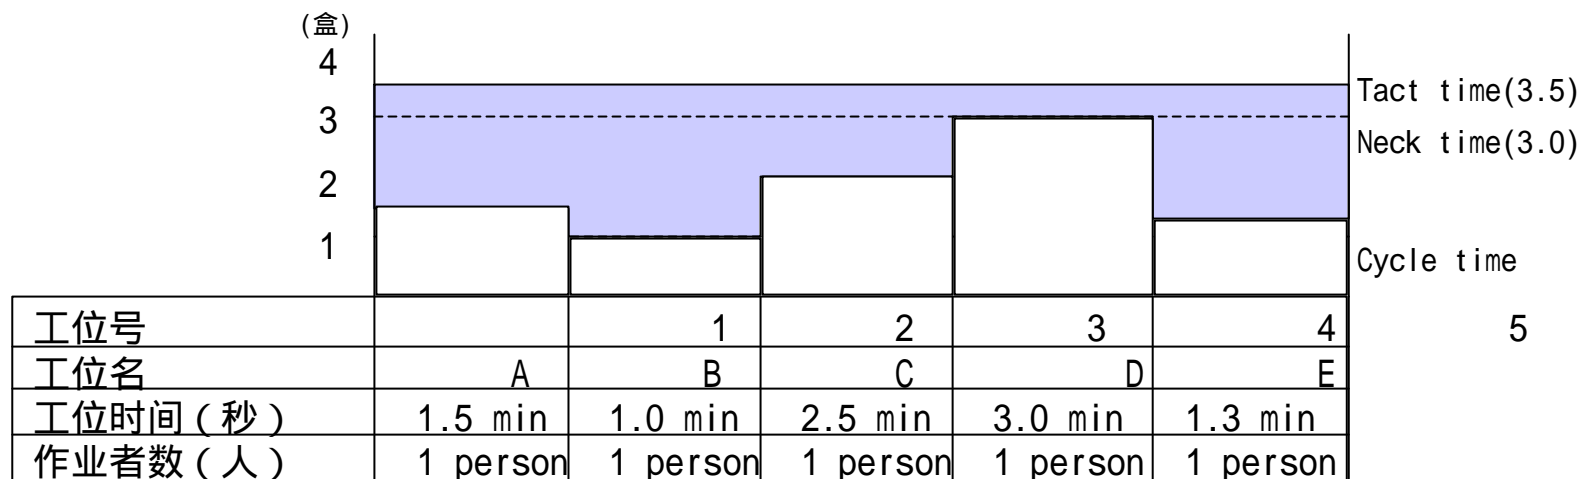 (盒)
4
Tact time(3.5)
3
Neck time(3.0)
2
1
Cycle time
工位号 1 2 3 4 5
工位名 A B C D E
工位时间（秒） 1.5 min 1.0 min 2.5 min 3.0 min 1.3 min
作业者数（人） 1 person 1 person 1 person 1 person 1 person